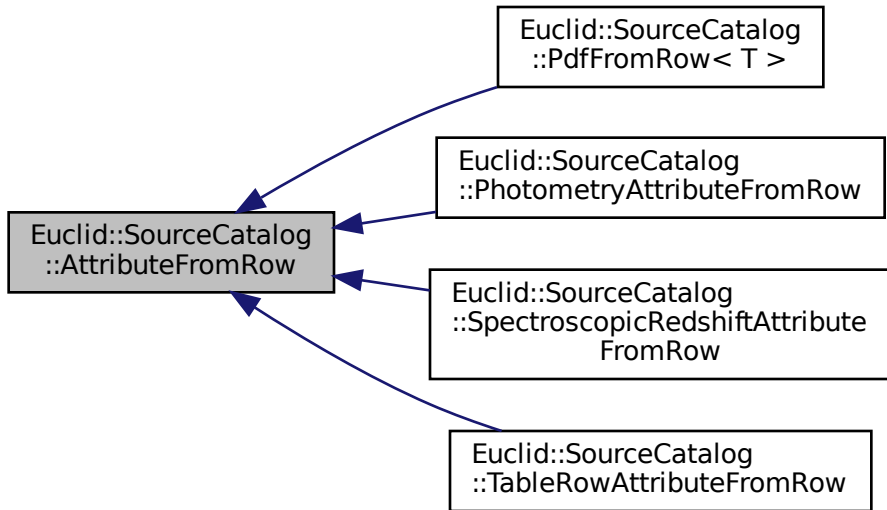 Euclid::SourceCatalog
::PdfFromRow< T >
Euclid::SourceCatalog
::PhotometryAttributeFromRow
Euclid::SourceCatalog
::AttributeFromRow
Euclid::SourceCatalog
::SpectroscopicRedshiftAttribute
FromRow
Euclid::SourceCatalog
::TableRowAttributeFromRow